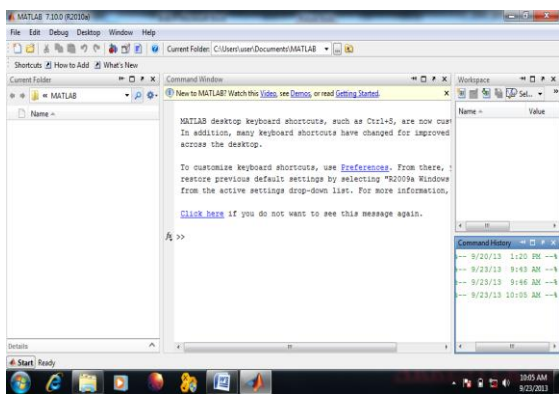 MATLAB 7.10.0 (R2010a)
File Edit Debug Desktop Window Help
Current Folder: C:\Users\user\Documents\MATLAB
Shortcuts How to Add What's New
Current Folder
« MATLAB
Name
Details
Command Window
New to MATLAB? Watch this Video, see Demos, or read Getting Started.
MATLAB desktop keyboard shortcuts, such as Ctrl+S, are now cust
In addition, many keyboard shortcuts have changed for improved
across the desktop.
To customize keyboard shortcuts, use Preferences. From there, y
restore previous default settings by selecting "R2009a Windows
from the active settings drop-down list. For more information,
Click here if you do not want to see this message again.
fx >>
Workspace
Sel...
Name Value
Command History
-- 9/20/13 1:20 PM --%
-- 9/23/13 9:43 AM --%
-- 9/23/13 9:46 AM --%
-- 9/23/13 10:05 AM --%
Start Ready
10:05 AM
9/23/2013